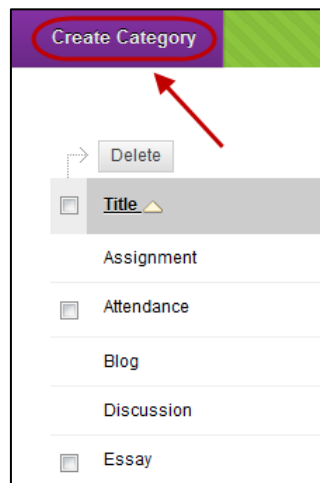 Create Category
Delete
Title
Assignment
Attendance
Blog
Discussion
Essay